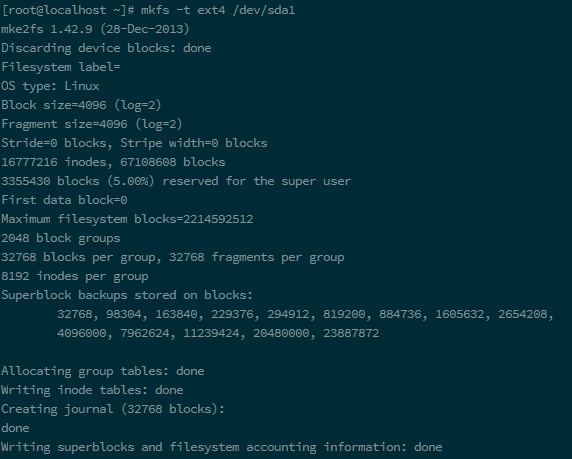 [root@localhost ~]# mkfs -t ext4 /dev/sda1
mke2fs 1.42.9 (28-Dec-2013)
Discarding device blocks: done
Filesystem label=
OS type: Linux
Block size=4096 (log=2)
Fragment size=4096 (log=2)
Stride=0 blocks, Stripe width=0 blocks
16777216 inodes, 67108608 blocks
3355430 blocks (5.00%) reserved for the super user
First data block=0
Maximum filesystem blocks=2214592512
2048 block groups
32768 blocks per group, 32768 fragments per group
8192 inodes per group
Superblock backups stored on blocks:
32768, 98304, 163840, 229376, 294912, 819200, 884736, 1605632, 2654208,
4096000, 7962624, 11239424, 20480000, 23887872
Allocating group tables: done
Writing inode tables: done
Creating journal (32768 blocks):
done
Writing superblocks and filesystem accounting information: done